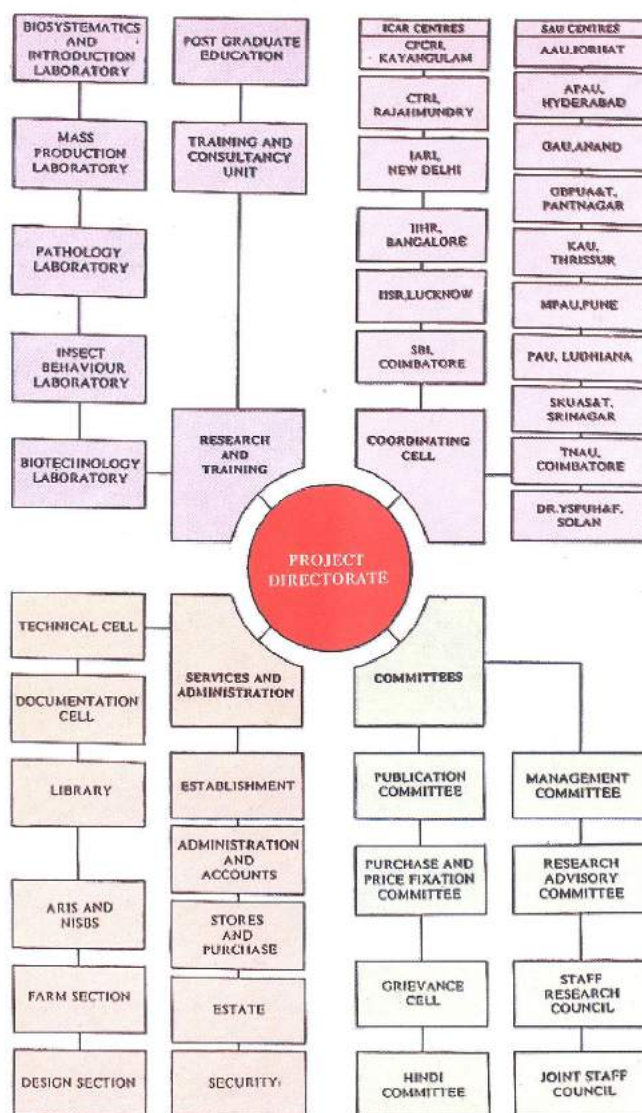 BIOSYSTEMATICS
AND
INTRODUCTION
LABORATORY
MASS
PRODUCTION
LABORATORY
PATHOLOGY
LABORATORY
INSECT
BEHAVIOUR
LABORATORY
BIOTECHNOLOGY
LABORATORY
POST GRADUATE
EDUCATION
TRAINING AND
CONSULTANCY
UNIT
RESEARCH
AND
TRAINING
ICAR CENTRES
CPCRI,
KAYANGULAM
CTRI,
RAJAHMUNDRY
IARI,
NEW DELHI
IIHR,
BANGALORE
IISR,LUCKNOW
SBI,
COIMBATORE
COORDINATING
CELL
SAU CENTRES
AAU,JORHAT
APAU,
HYDERABAD
GAU,ANAND
GBPUA&T,
PANTNAGAR
KAU,
THRISSUR
MPAU,PUNE
PAU, LUDHIANA
SKUAS&T,
SRINAGAR
TNAU,
COIMBATORE
DR.YSPUH&F,
SOLAN
PROJECT
DIRECTORATE
TECHNICAL CELL
DOCUMENTATION
CELL
LIBRARY
ARIS AND
NISBS
FARM SECTION
DESIGN SECTION
SERVICES AND
ADMINISTRATION
ESTABLISHMENT
ADMINISTRATION
AND
ACCOUNTS
STORES
AND
PURCHASE
ESTATE
SECURITY
COMMITTEES
PUBLICATION
COMMITTEE
PURCHASE AND
PRICE FIXATION
COMMITTEE
GRIEVANCE
CELL
HINDI
COMMITTEE
MANAGEMENT
COMMITTEE
RESEARCH
ADVISORY
COMMITTEE
STAFF
RESEARCH
COUNCIL
JOINT STAFF
COUNCIL